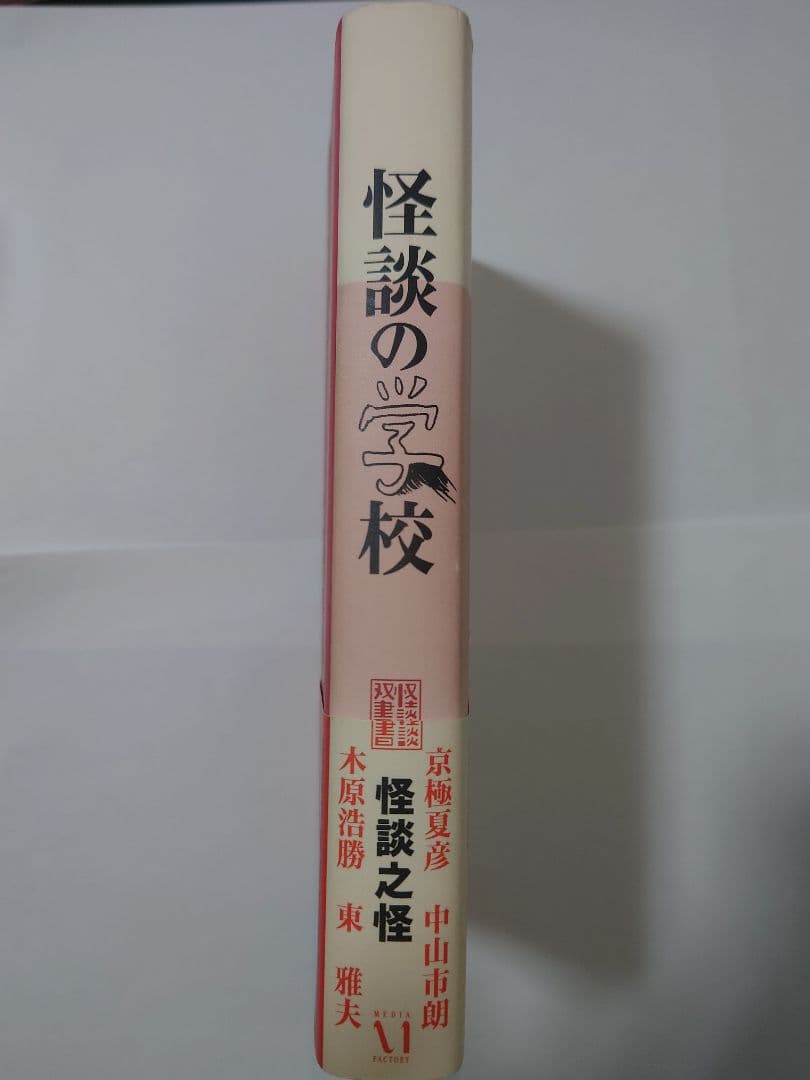 怪談の学校
怪談
双書
怪談之怪
京極夏彦 中山市朗
木原浩勝 東 雅夫
MEDIA
FACTORY